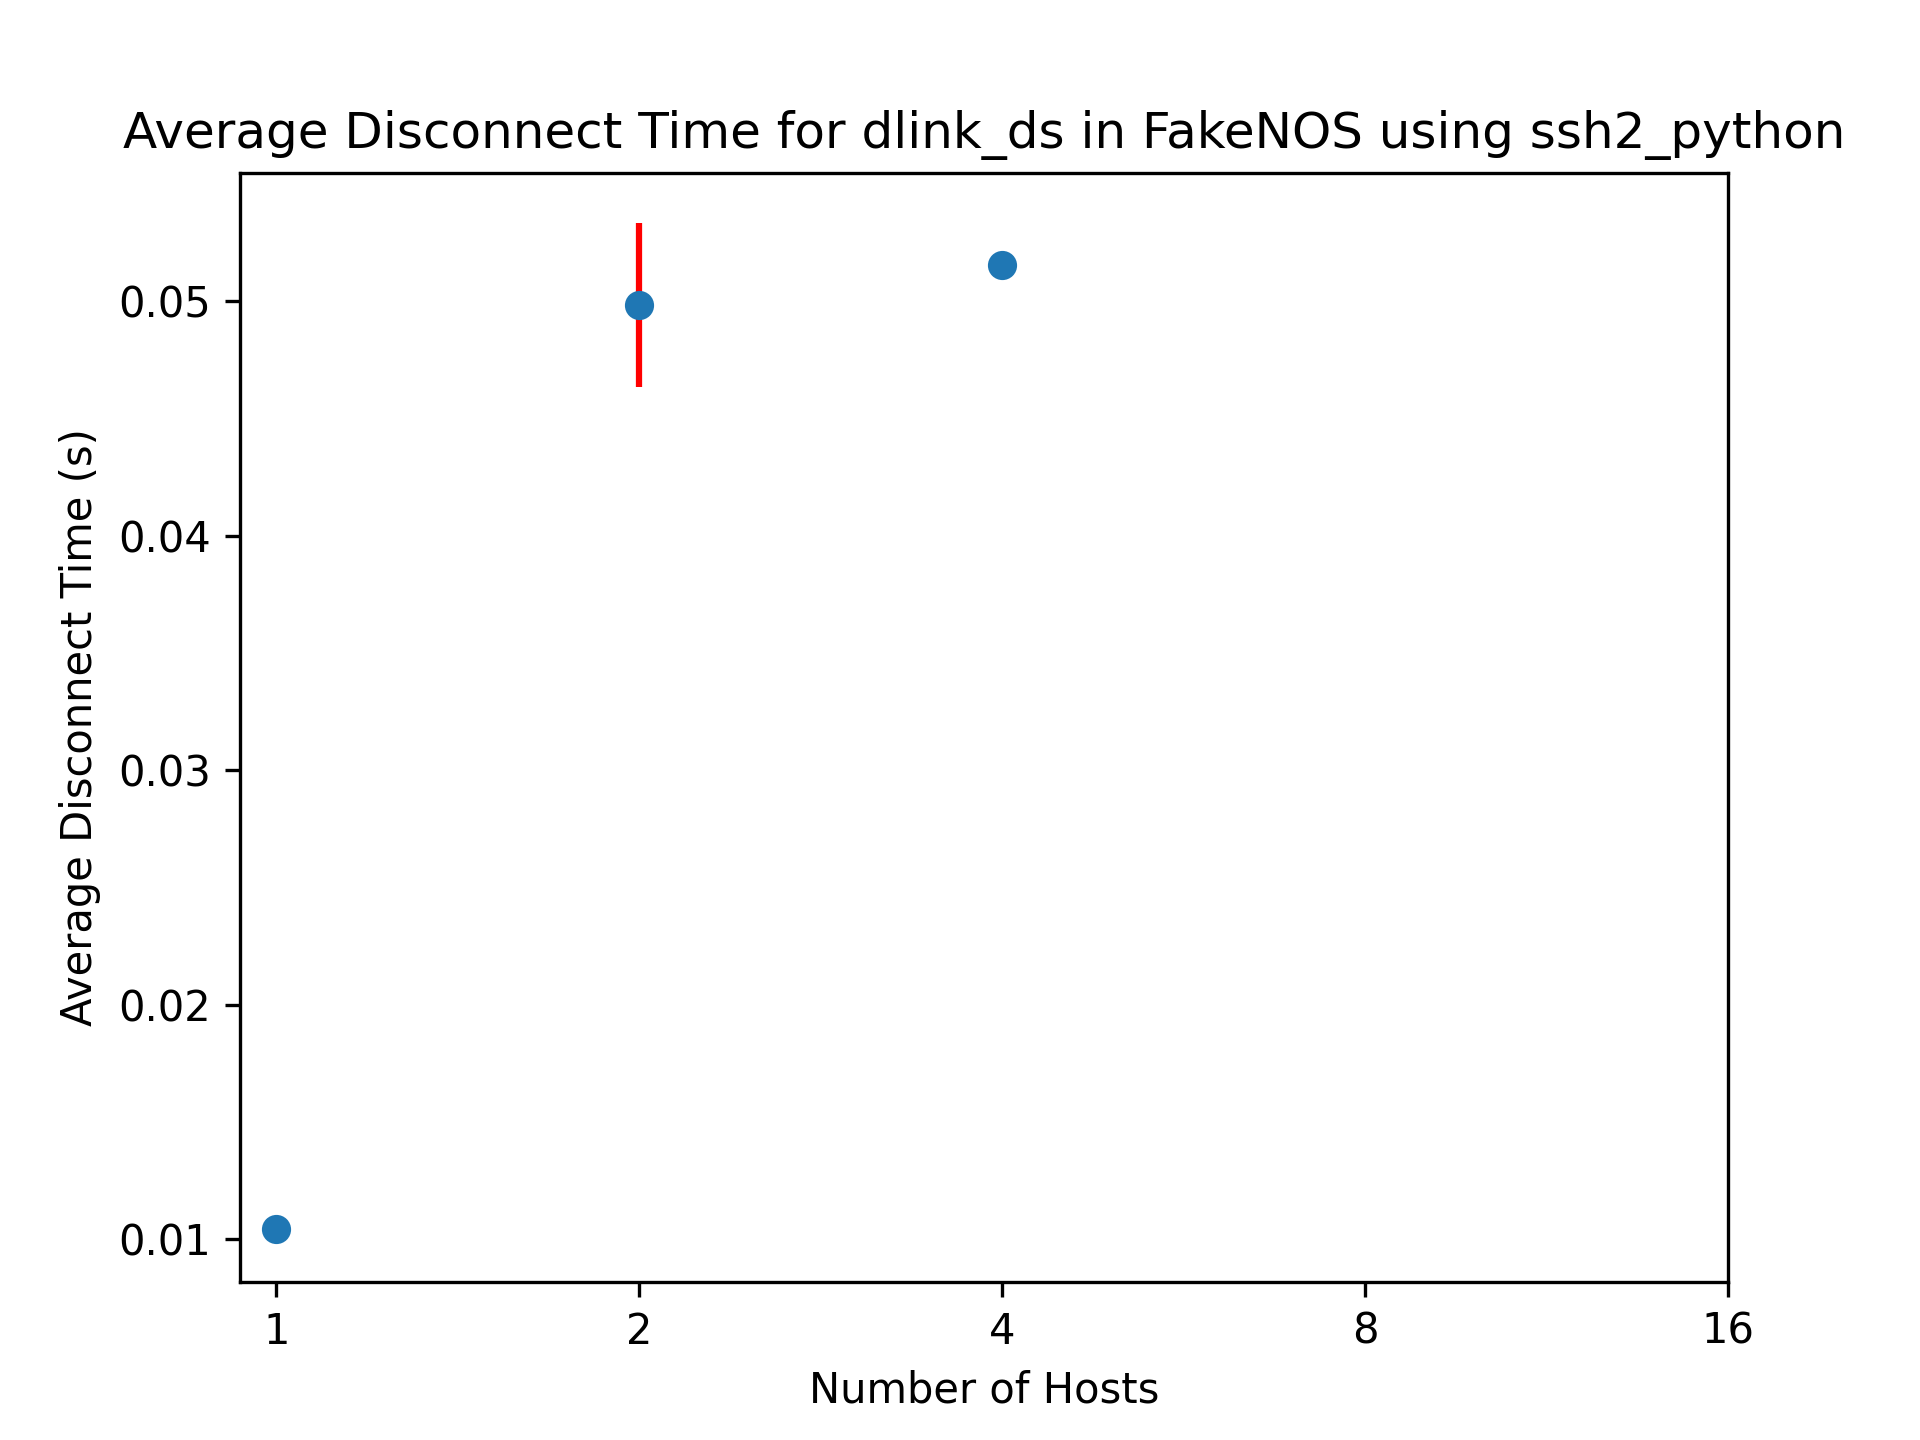 Average Disconnect Time for dlink_ds in FakeNOS using ssh2_python
Average Disconnect Time (s)
0.05
0.04
0.03
0.02
0.01
1 2 4 8 16
Number of Hosts